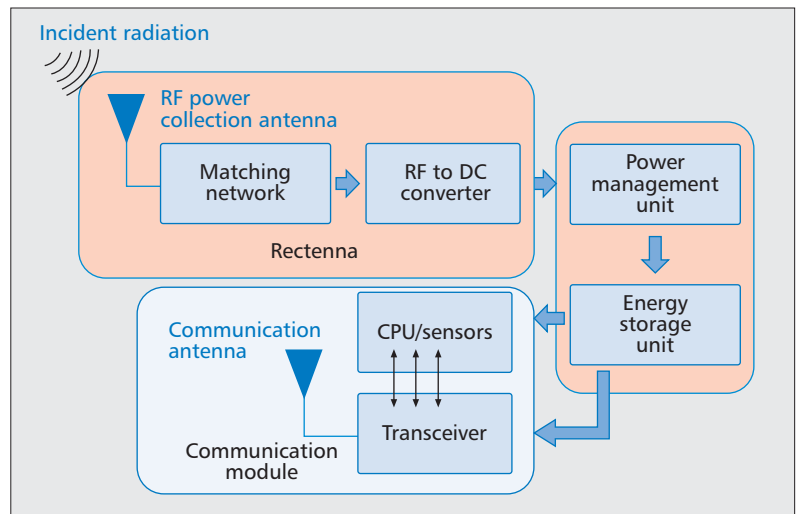 Incident radiation
RF power
collection antenna
Matching
network
RF to DC
converter
Rectenna
Power
management
unit
Energy
storage
unit
Communication
antenna
CPU/sensors
Transceiver
Communication
module